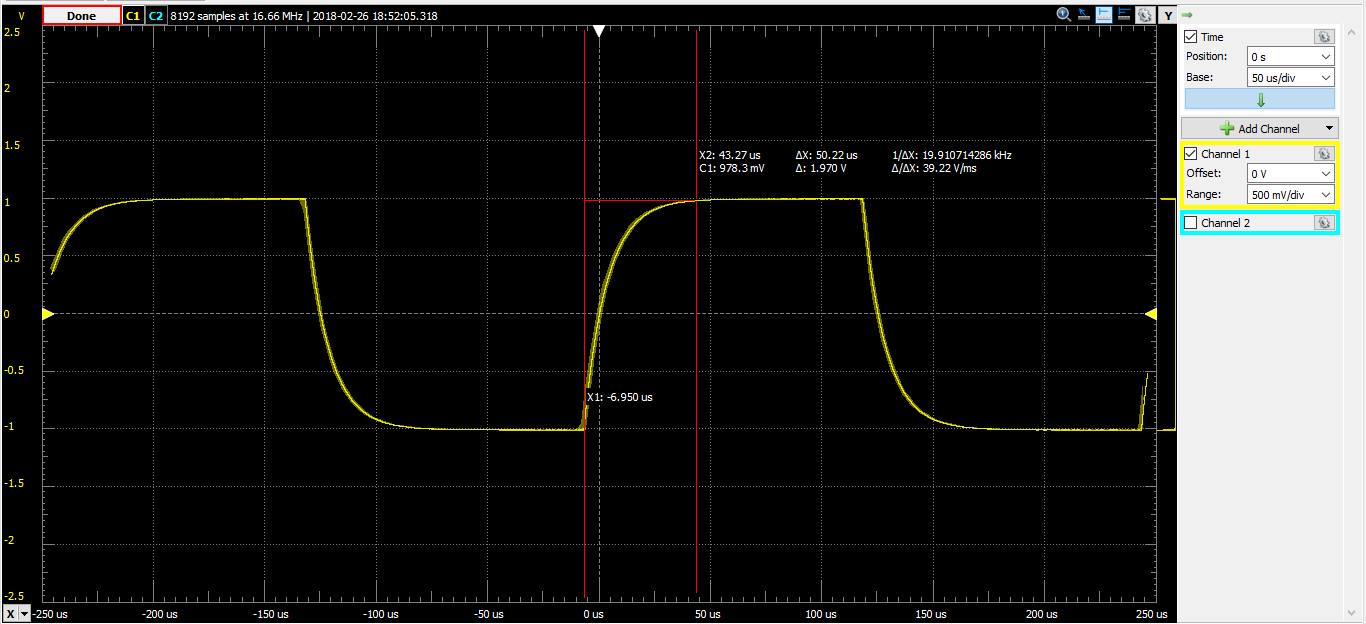 V Done C1 C2 8192 samples at 16.66 MHz | 2018-02-26 18:52:05.318 Y
2.5
2
1.5
1
0.5
0
-0.5
-1
-1.5
-2
-2.5
X2: 43.27 us ΔX: 50.22 us 1/ΔX: 19.910714286 kHz
C1: 978.3 mV Δ: 1.970 V Δ/ΔX: 39.22 V/ms
X1: -6.950 us
X -250 us -200 us -150 us -100 us -50 us 0 us 50 us 100 us 150 us 200 us 250 us
Time
Position: 0 s
Base: 50 us/div
Add Channel
Channel 1
Offset: 0 V
Range: 500 mV/div
Channel 2